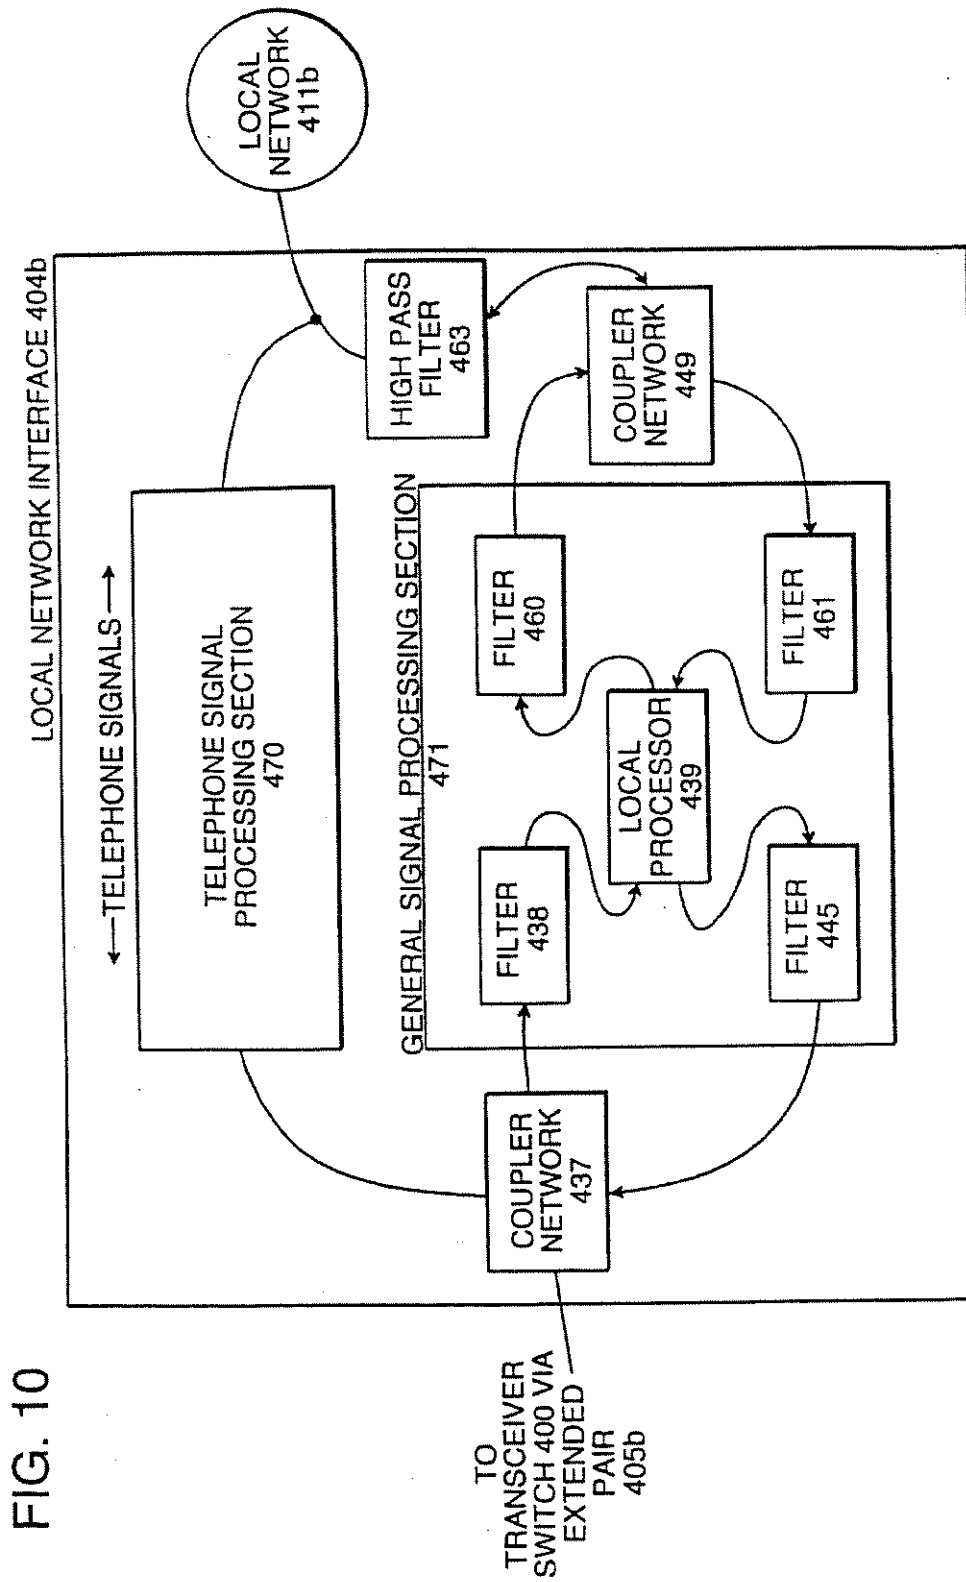 FIG. 10
LOCAL NETWORK INTERFACE 404b
←TELEPHONE SIGNALS→
TELEPHONE SIGNAL
PROCESSING SECTION
470
LOCAL
NETWORK
411b
HIGH PASS
FILTER
463
GENERAL SIGNAL PROCESSING SECTION
471
FILTER
438
FILTER
460
LOCAL
PROCESSOR
439
FILTER
445
FILTER
461
COUPLER
NETWORK
449
COUPLER
NETWORK
437
TO
TRANSCEIVER
SWITCH 400 VIA
EXTENDED
PAIR
405b